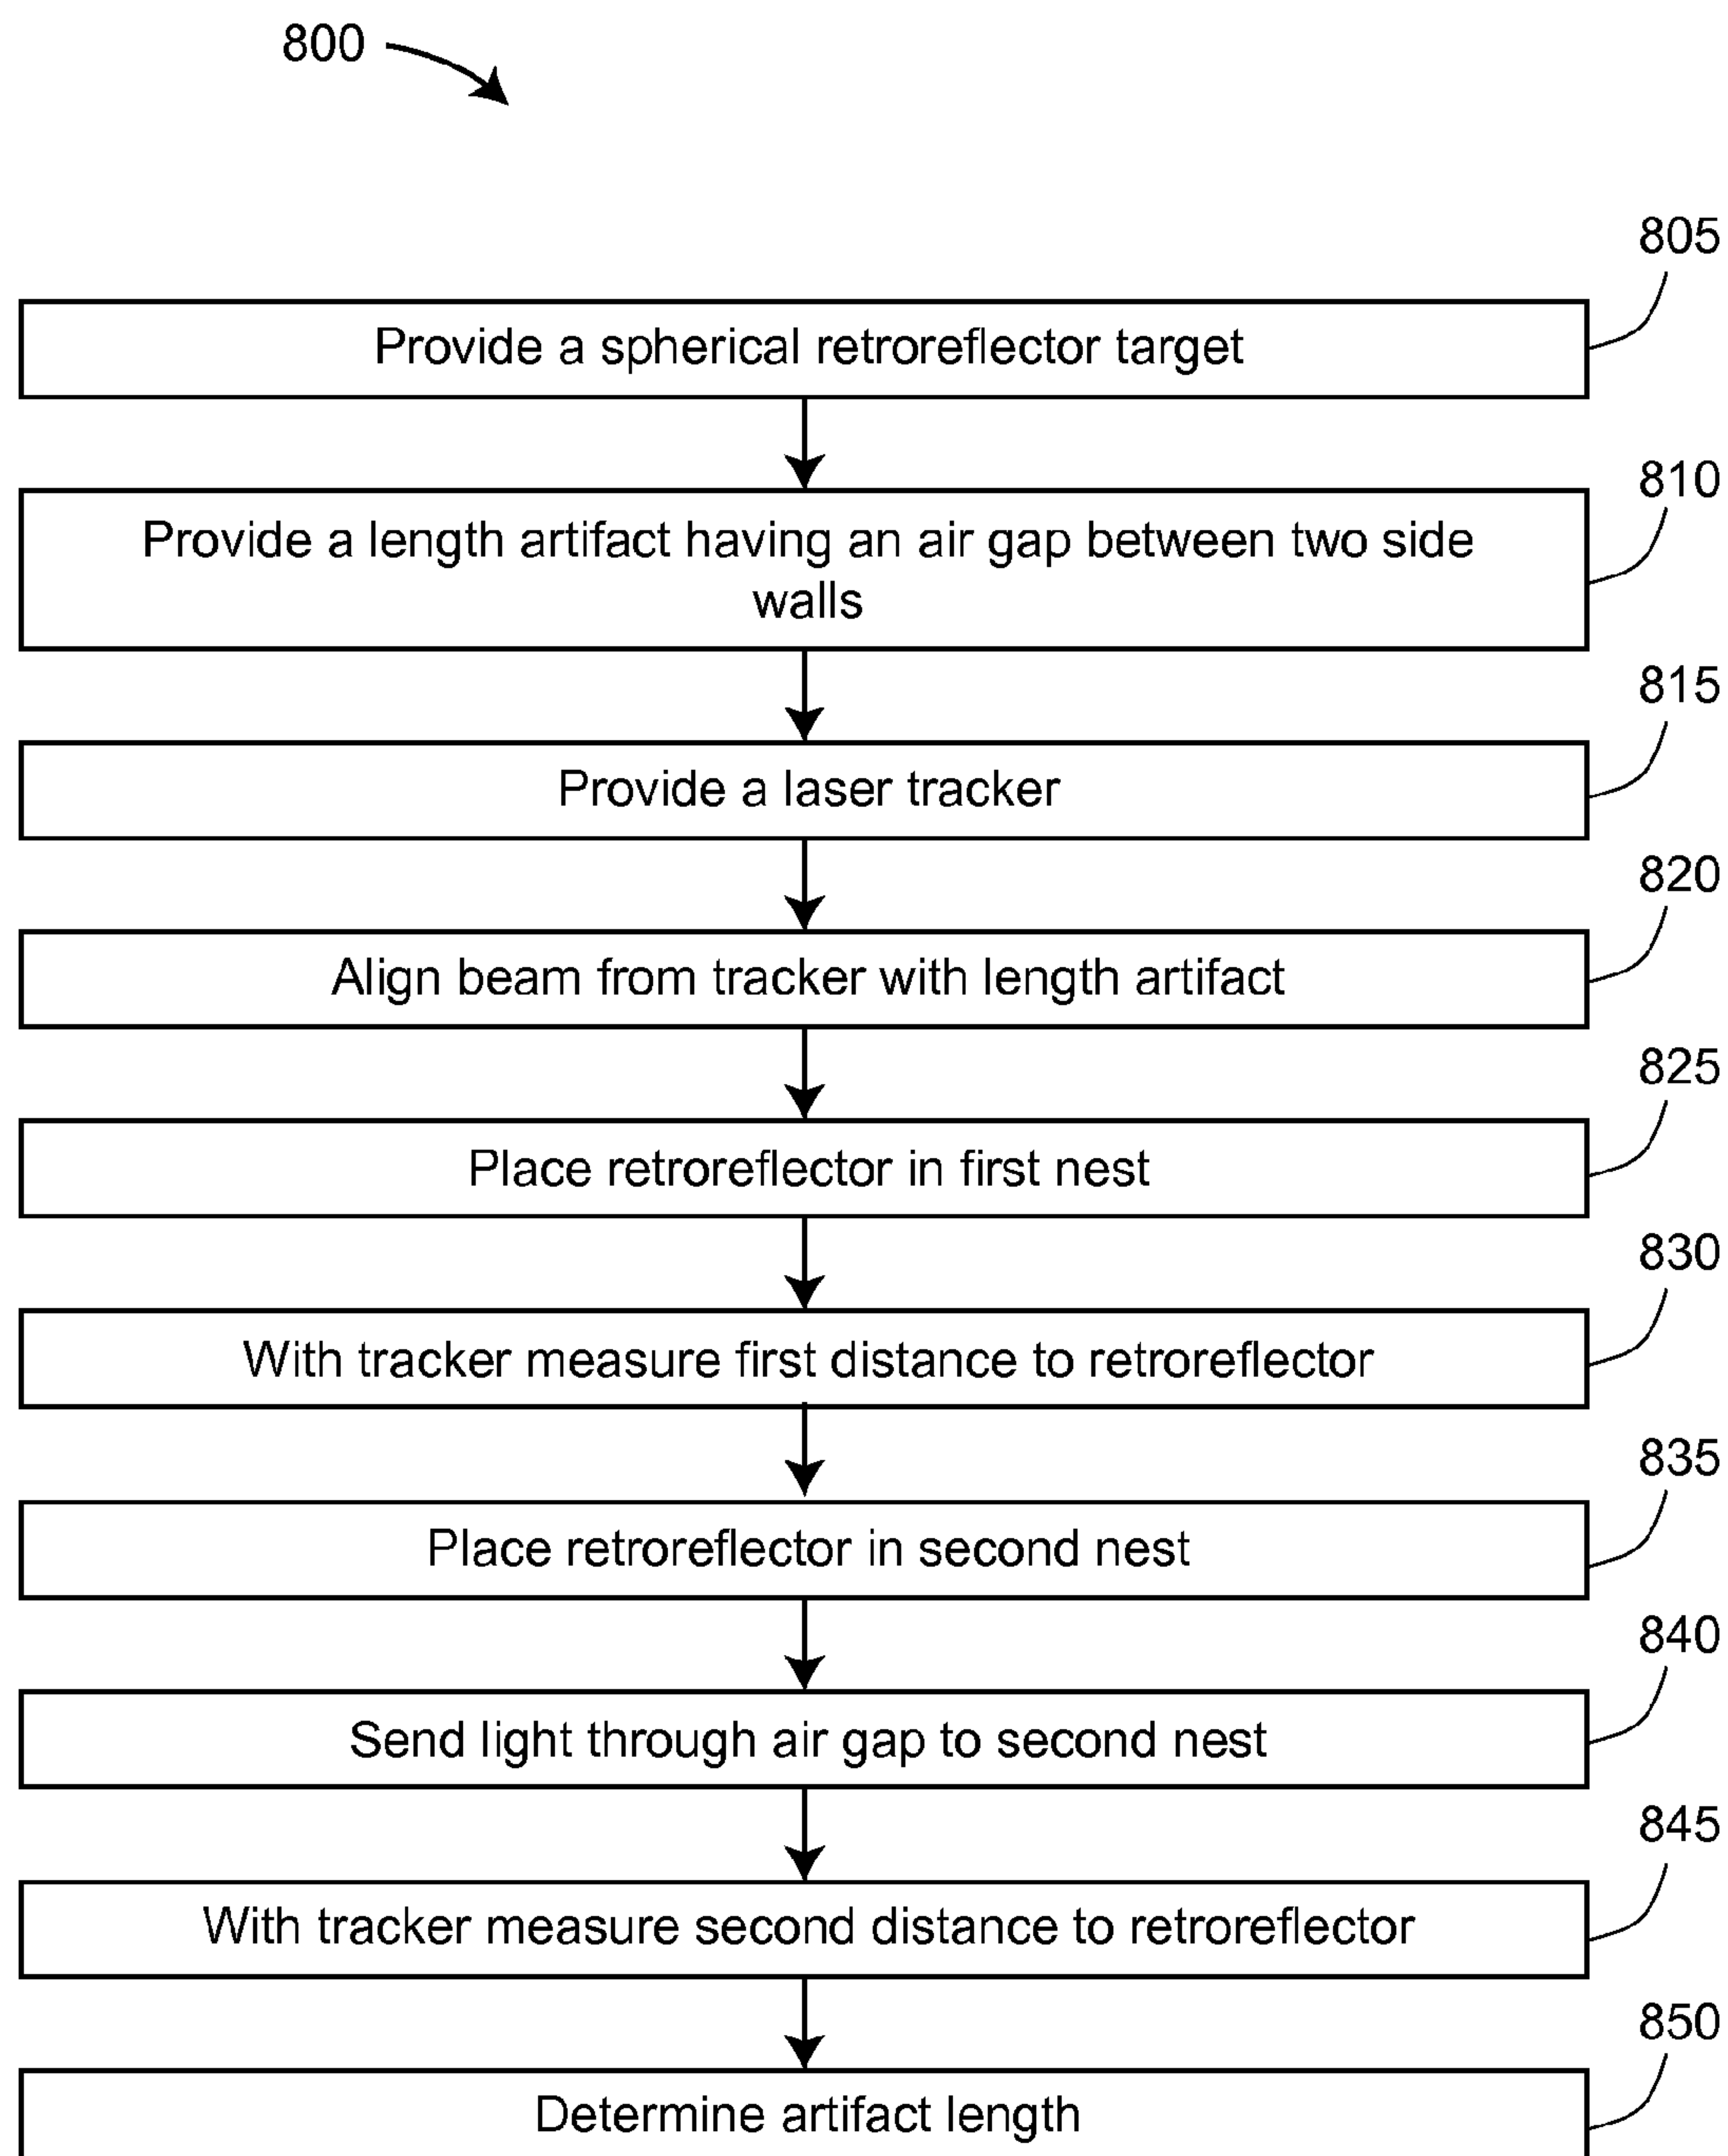 800
805
Provide a spherical retroreflector target
810
Provide a length artifact having an air gap between two side
walls
815
Provide a laser tracker
820
Align beam from tracker with length artifact
825
Place retroreflector in first nest
830
With tracker measure first distance to retroreflector
835
Place retroreflector in second nest
840
Send light through air gap to second nest
845
With tracker measure second distance to retroreflector
850
Determine artifact length